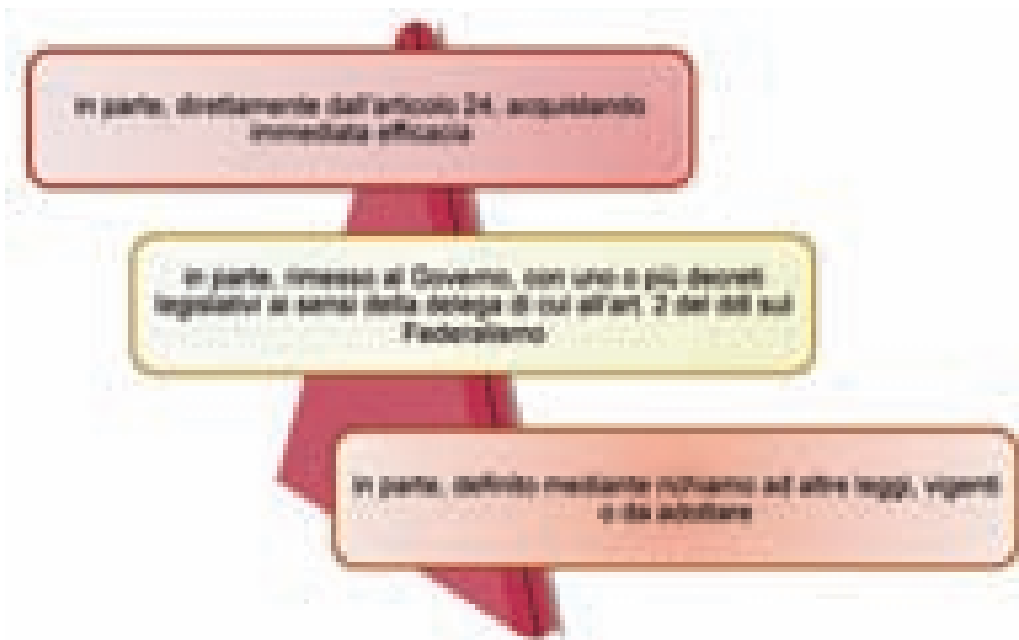 in parte, direttamente dall'articolo 24, acquistando
immediata efficacia
in parte, rimesso al Governo, con uno o più decreti
legislativi ai sensi della delega di cui all'art. 2 del ddl sul
Federalismo
in parte, definito mediante richiamo ad altre leggi, vigenti
o da adottare